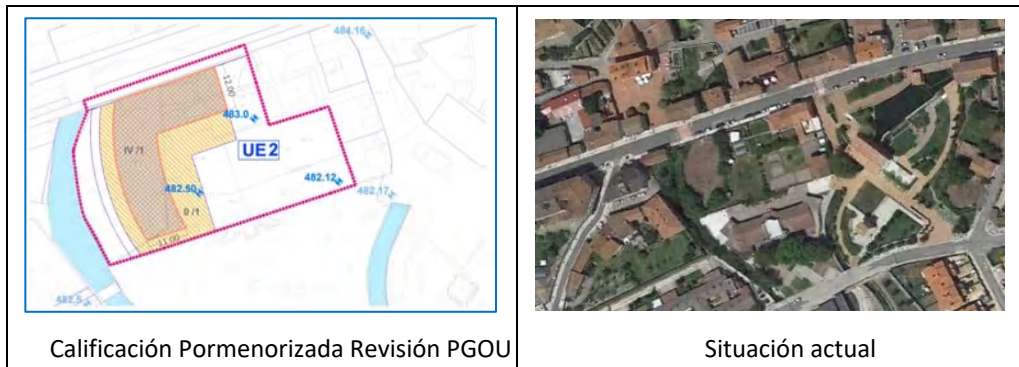 484.16
12.00
483.0
IV /1
UE 2
482.50
482.12
482.17
0 /1
11.00
482.5
Calificación Pormenorizada Revisión PGOU
Situación actual